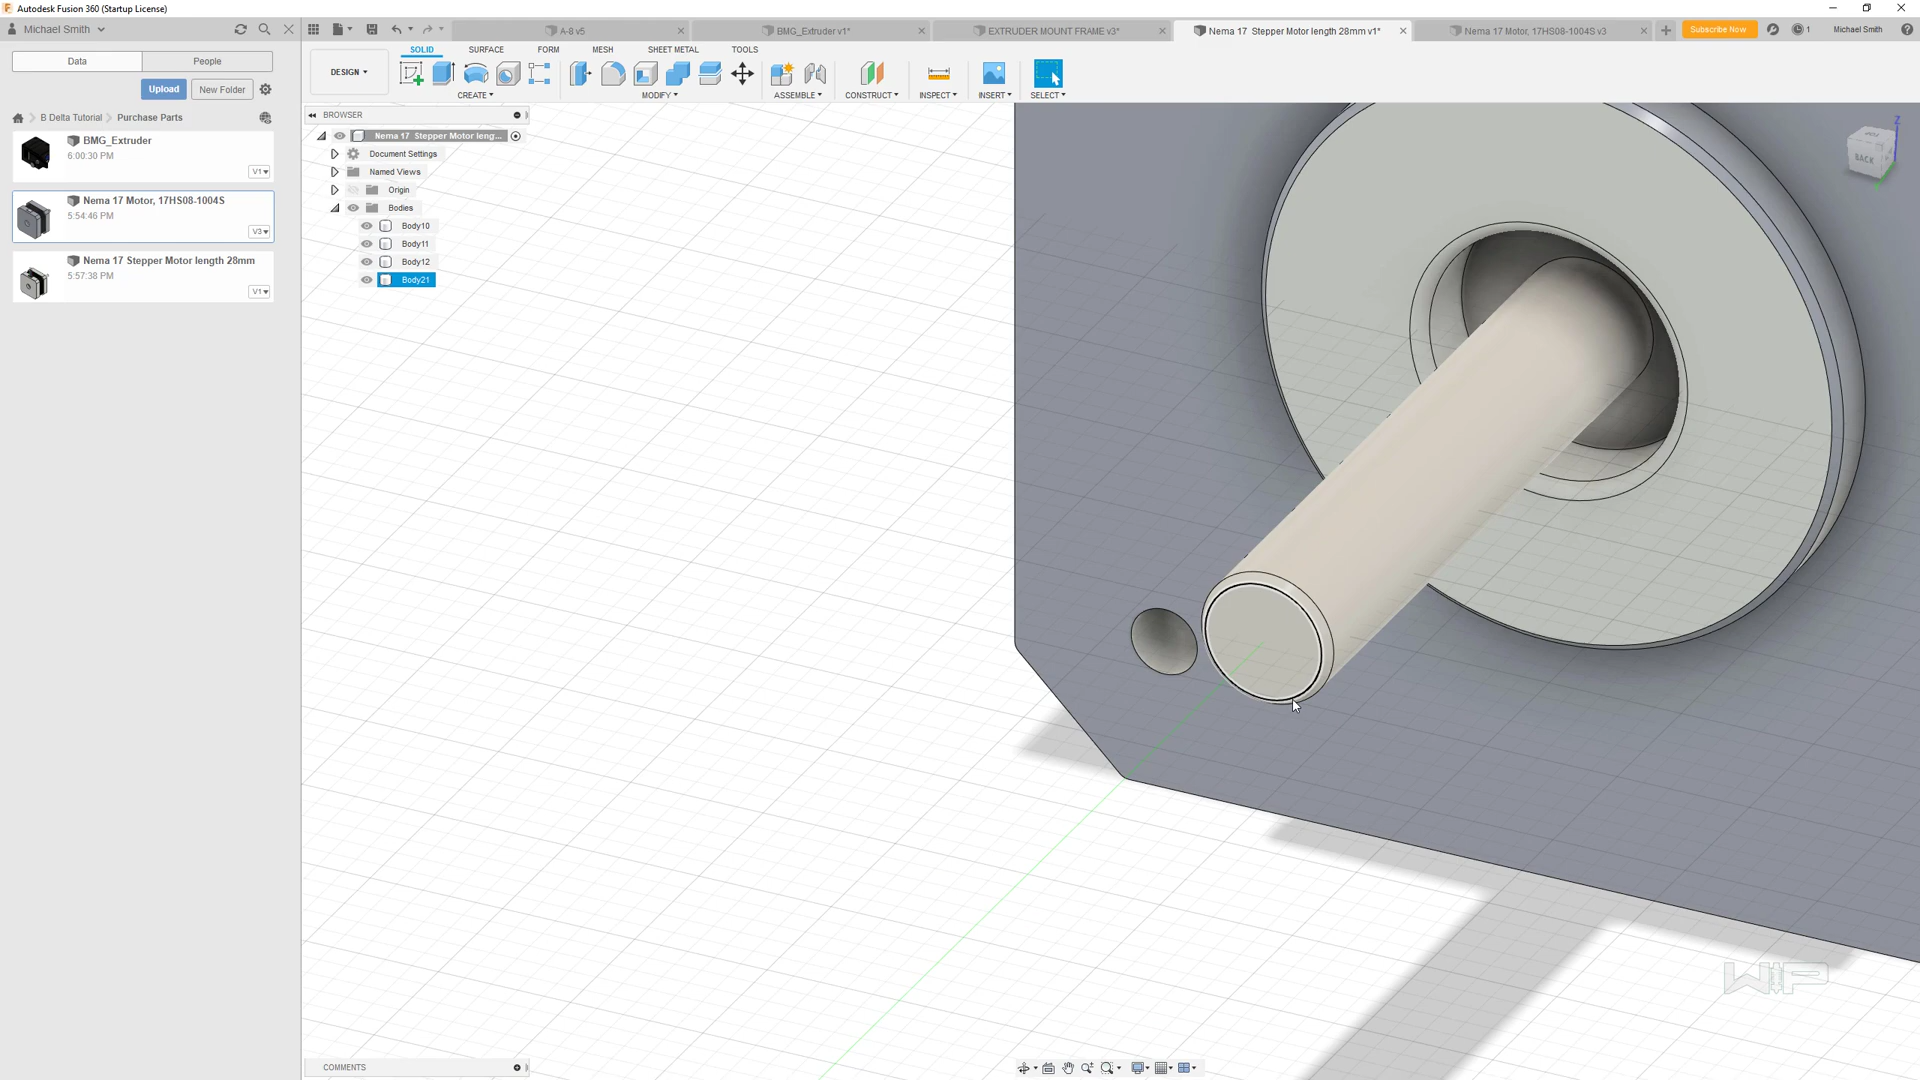 Autodesk Fusion 360 (Startup License)
Michael Smith
A-8 v5
BMG_Extruder v1*
EXTRUDER MOUNT FRAME v3*
Nema 17 Stepper Motor length 28mm v1*
Nema 17 Motor, 17HS08-1004S v3
Subscribe Now
1
Michael Smith
Data
People
SOLID
SURFACE
FORM
MESH
SHEET METAL
TOOLS
DESIGN
CREATE
MODIFY
ASSEMBLE
CONSTRUCT
INSPECT
INSERT
SELECT
Upload
New Folder
B Delta Tutorial
Purchase Parts
BMG_Extruder
6:00:30 PM
V1
Nema 17 Motor, 17HS08-1004S
5:54:46 PM
V3
Nema 17 Stepper Motor length 28mm
5:57:38 PM
V1
BROWSER
Nema 17 Stepper Motor leng...
Document Settings
Named Views
Origin
Bodies
Body10
Body11
Body12
Body21
Z
TOP
BACK
WIP
COMMENTS